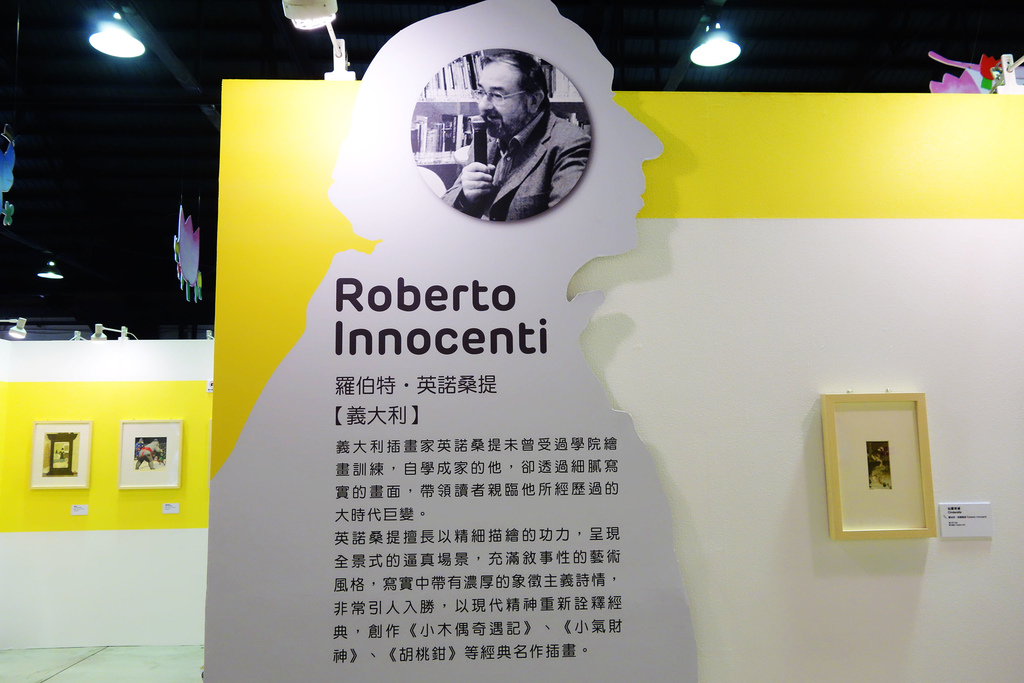 Roberto
Innocenti
羅伯特・英諾桑提
【義大利】
義大利插畫家英諾桑提未曾受過學院繪
畫訓練，自學成家的他，卻透過細膩寫
實的畫面，帶領讀者親臨他所經歷過的
大時代巨變。
英諾桑提擅長以精細描繪的功力，呈現
全景式的逼真場景，充滿敘事性的藝術
風格，寫實中帶有濃厚的象徵主義詩情，
非常引人入勝，以現代精神重新詮釋經
典，創作《小木偶奇遇記》、《小氣財
神》、《胡桃鉗》等經典名作插畫。